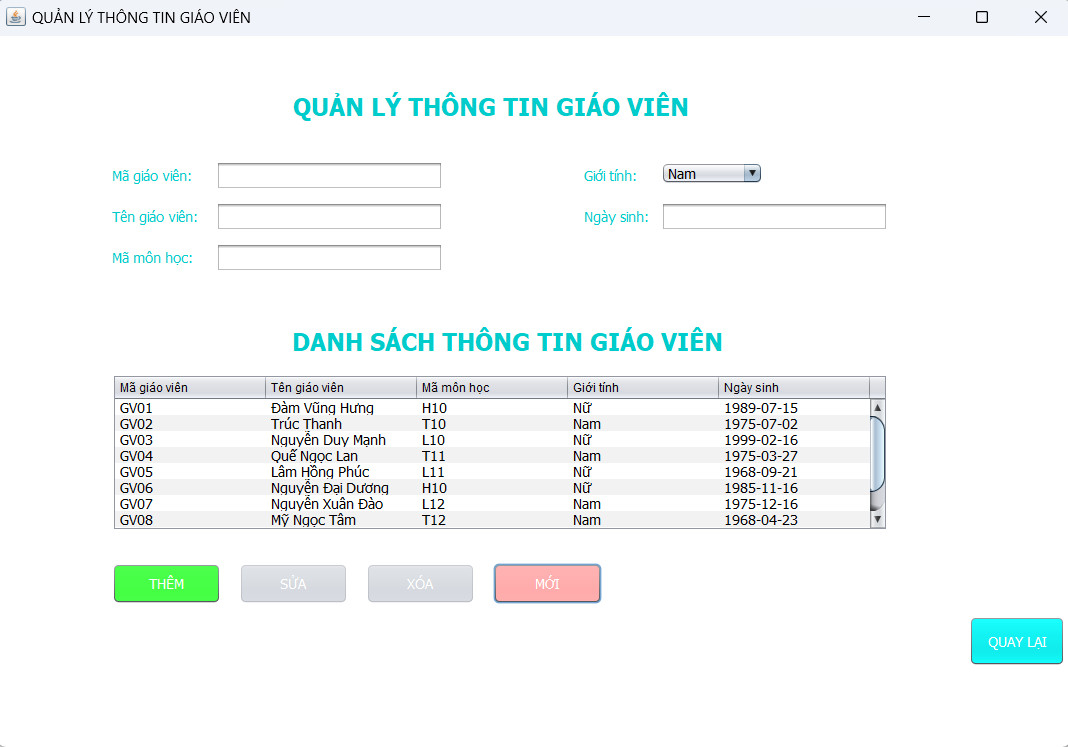 QUẢN LÝ THÔNG TIN GIÁO VIÊN
QUẢN LÝ THÔNG TIN GIÁO VIÊN
Mã giáo viên: Giới tính: Nam
Tên giáo viên: Ngày sinh:
Mã môn học:
DANH SÁCH THÔNG TIN GIÁO VIÊN
Mã giáo viên Tên giáo viên Mã môn học Giới tính Ngày sinh
GV01 Đàm Vũng Hưng H10 Nữ 1989-07-15
GV02 Trúc Thanh T10 Nam 1975-07-02
GV03 Nguyễn Duy Mạnh L10 Nữ 1999-02-16
GV04 Quế Ngọc Lan T11 Nam 1975-03-27
GV05 Lâm Hồng Phúc L11 Nữ 1968-09-21
GV06 Nguyễn Đại Dương H10 Nữ 1985-11-16
GV07 Nguyễn Xuân Đào L12 Nam 1975-12-16
GV08 Mỹ Ngọc Tâm T12 Nam 1968-04-23
THÊM SỬA XÓA MỚI
QUAY LẠI